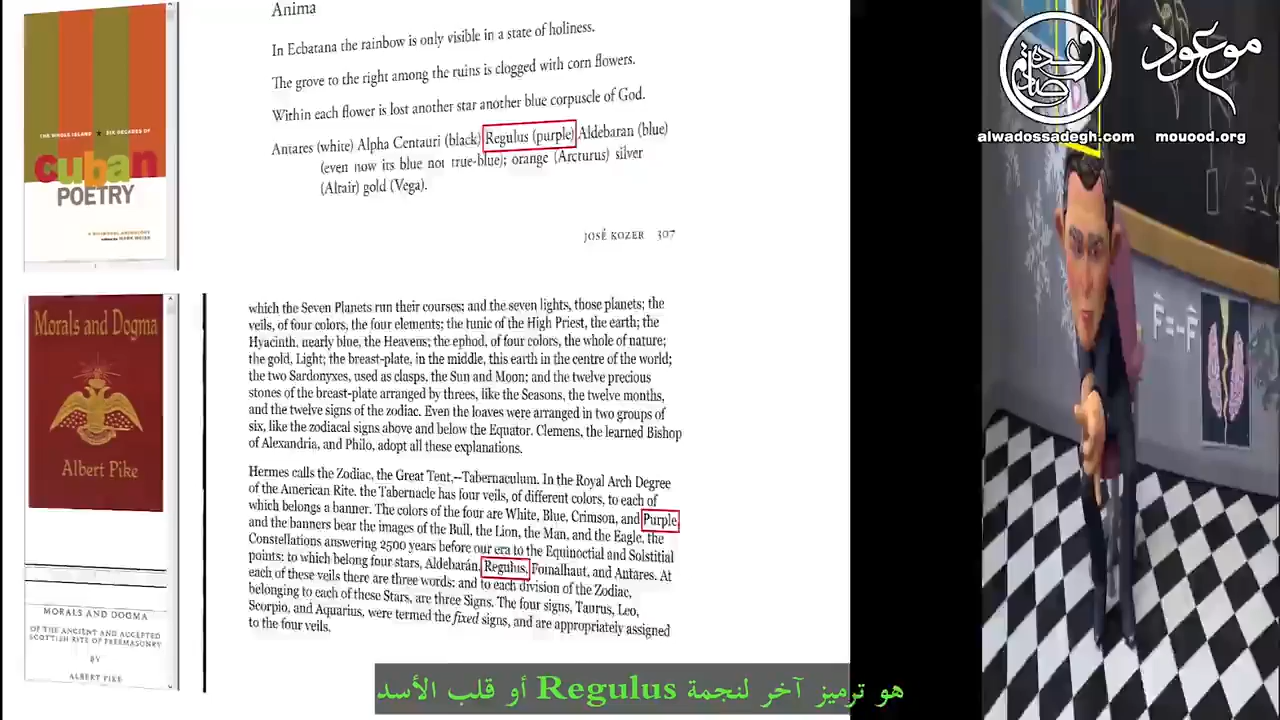 Anima
In Ecbatana the rainbow is only visible in a state of holiness.
The grove to the right among the ruins is clogged with corn flowers.
Within each flower is lost another star another blue corpuscle of God.
Antares (white) Alpha Centauri (black) Regulus (purple) Aldebaran (blue)
(even now its blue not true-blue); orange (Arcturus) silver
(Altair) gold (Vega).
JOSÉ KOZER 307
THE WHOLE ISLAND ★ SIX DECADES OF
cuban
POETRY
A BILINGUAL ANTHOLOGY
Morals and Dogma
Albert Pike
MORALS AND DOGMA
OF THE ANCIENT AND ACCEPTED
SCOTTISH RITE OF FREEMASONRY
BY
ALBERT PIKE
which the Seven Planets run their courses; and the seven lights, those planets; the
veils, of four colors, the four elements; the tunic of the High Priest, the earth; the
Hyacinth, nearly blue, the Heavens; the ephod, of four colors, the whole of nature;
the gold, Light; the breast-plate, in the middle, this earth in the centre of the world;
the two Sardonyxes, used as clasps, the Sun and Moon; and the twelve precious
stones of the breast-plate arranged by threes, like the Seasons, the twelve months,
and the twelve signs of the zodiac. Even the loaves were arranged in two groups of
six, like the zodiacal signs above and below the Equator. Clemens, the learned Bishop
of Alexandria, and Philo, adopt all these explanations.
Hermes calls the Zodiac, the Great Tent,--Tabernaculum. In the Royal Arch Degree
of the American Rite, the Tabernacle has four veils, of different colors, to each of
which belongs a banner. The colors of the four are White, Blue, Crimson, and Purple,
and the banners bear the images of the Bull, the Lion, the Man, and the Eagle, the
Constellations answering 2500 years before our era to the Equinoctial and Solstitial
points: to which belong four stars, Aldebarán, Regulus, Fomalhaut, and Antares. At
each of these veils there are three words: and to each division of the Zodiac,
belonging to each of these Stars, are three Signs. The four signs, Taurus, Leo,
Scorpio, and Aquarius, were termed the fixed signs, and are appropriately assigned
to the four veils.
موعود
alwadossadegh.com mouood.org
هو ترميز آخر لنجمة Regulus أو قلب الأسد